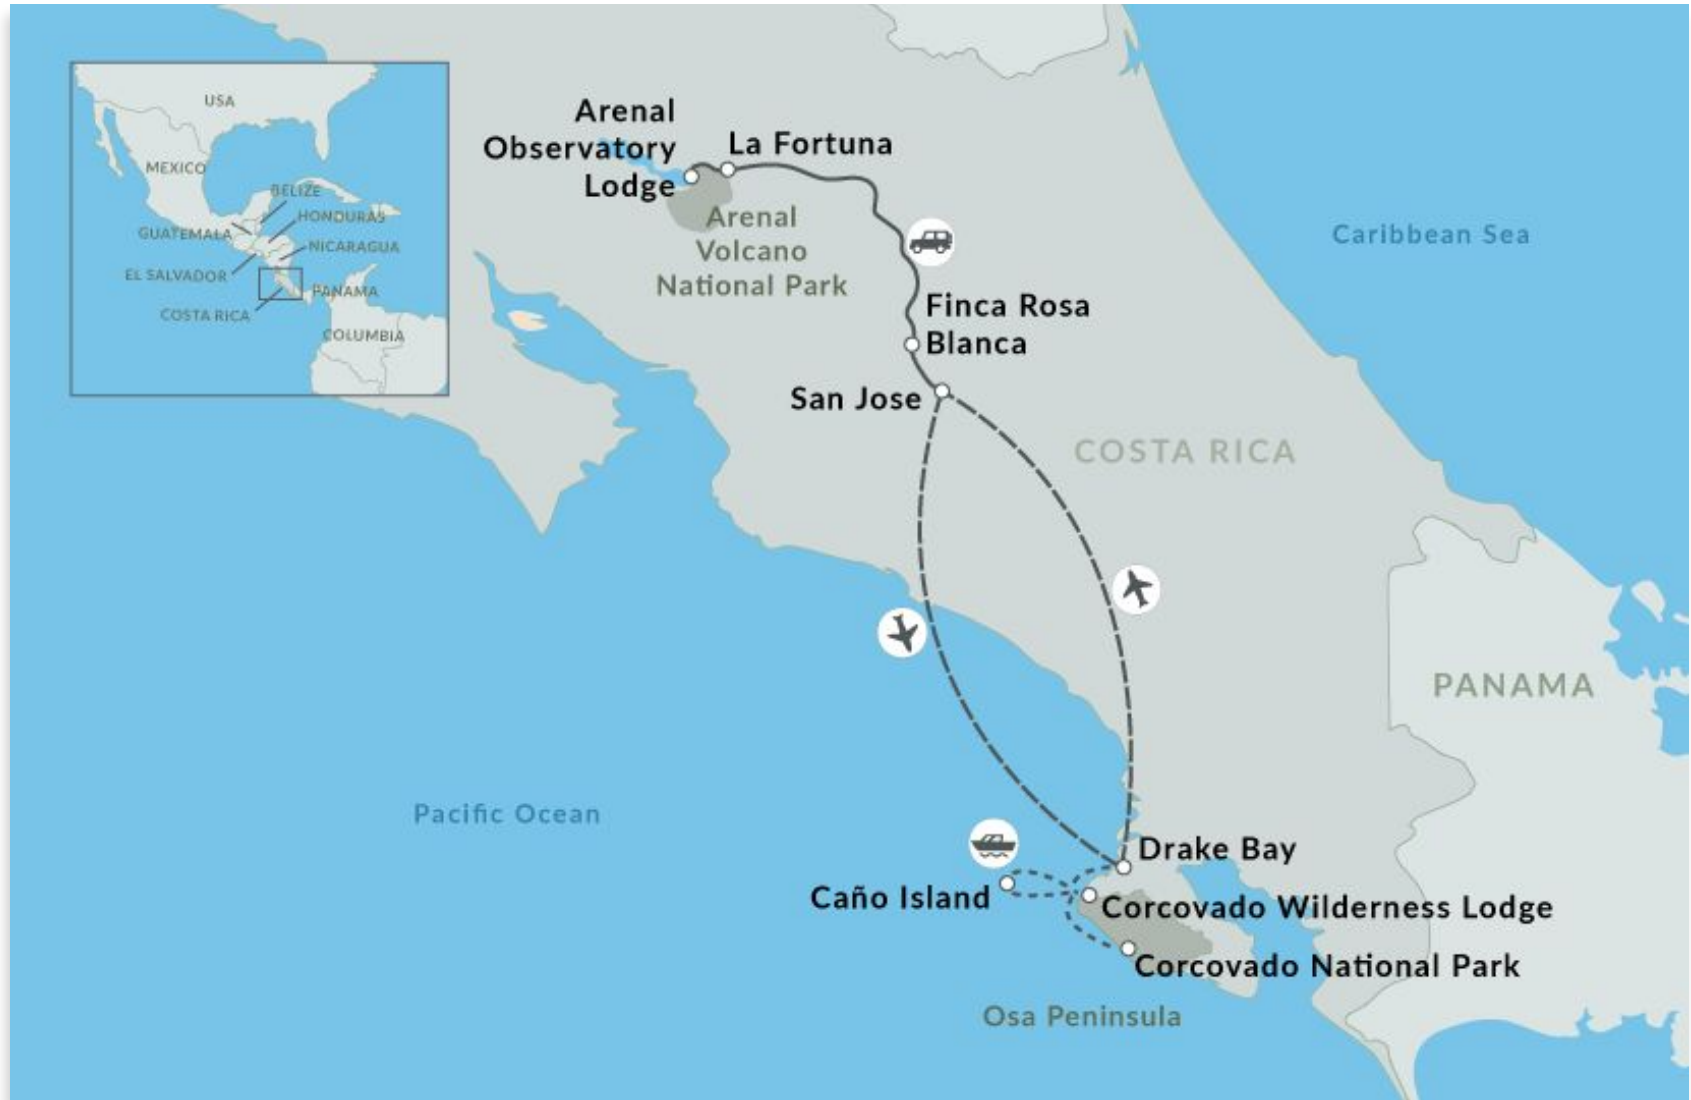 USA
MEXICO
BELIZE
HONDURAS
GUATEMALA
NICARAGUA
EL SALVADOR
PANAMA
COSTA RICA
COLUMBIA
Arenal
Observatory
Lodge
La Fortuna
Arenal
Volcano
National Park
Caribbean Sea
Finca Rosa
Blanca
San Jose
COSTA RICA
PANAMA
Pacific Ocean
Drake Bay
Caño Island
Corcovado Wilderness Lodge
Corcovado National Park
Osa Peninsula